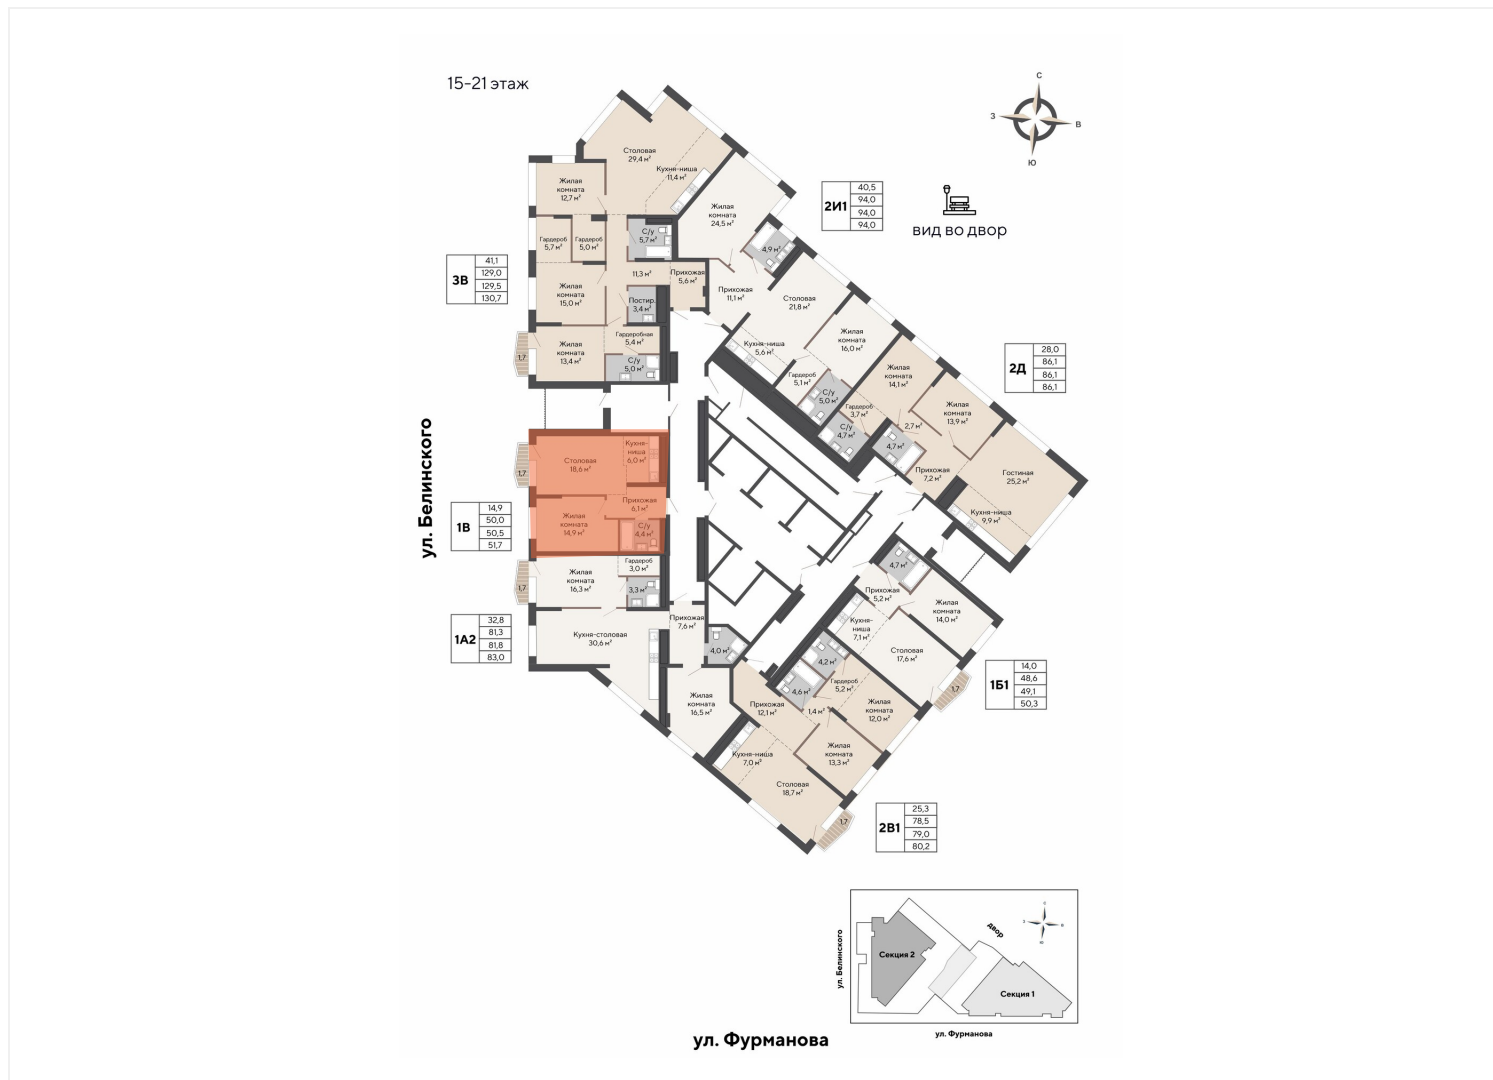 15-21 этаж
С
З
В
Ю
вид во двор
2И1
40,5
94,0
94,0
94,0
Столовая
29,4 м²
Кухня-ниша
11,4 м²
Жилая
комната
12,7 м²
Гардероб
5,7 м²
Гардероб
5,0 м²
С/у
5,7 м²
11,3 м²
Прихожая
5,6 м²
Жилая
комната
15,0 м²
Постир.
3,4 м²
Жилая
комната
13,4 м²
Гардеробная
5,4 м²
С/у
5,0 м²
1,7
3В
41,1
129,0
129,5
130,7
Жилая
комната
24,5 м²
4,9 м²
Прихожая
11,1 м²
Столовая
21,8 м²
Кухня-ниша
5,6 м²
Жилая
комната
16,0 м²
Гардероб
5,1 м²
С/у
5,0 м²
2Д
28,0
86,1
86,1
86,1
Жилая
комната
14,1 м²
Гардероб
3,7 м²
С/у
4,7 м²
2,7 м²
Жилая
комната
13,9 м²
4,7 м²
Прихожая
7,2 м²
Гостиная
25,2 м²
Кухня-ниша
9,9 м²
ул. Белинского
Столовая
18,6 м²
Кухня-
ниша
6,0 м²
1,7
Прихожая
6,1 м²
Жилая
комната
14,9 м²
С/у
4,4 м²
1В
14,9
50,0
50,5
51,7
Жилая
комната
16,3 м²
Гардероб
3,0 м²
3,3 м²
1,7
Кухня-столовая
30,6 м²
Прихожая
7,6 м²
4,0 м²
Жилая
комната
16,5 м²
1А2
32,8
81,3
81,8
83,0
4,7 м²
Прихожая
5,2 м²
Жилая
комната
14,0 м²
Кухня-
ниша
7,1 м²
Столовая
17,6 м²
1,7
1Б1
14,0
48,6
49,1
50,3
4,2 м²
Гардероб
5,2 м²
4,6 м²
1,4 м²
Прихожая
12,1 м²
Жилая
комната
12,0 м²
Жилая
комната
13,3 м²
Кухня-ниша
7,0 м²
Столовая
18,7 м²
1,7
2В1
25,3
78,5
79,0
80,2
ул. Фурманова
ул. Белинского
Секция 2
двор
С
З
В
Ю
Секция 1
ул. Фурманова